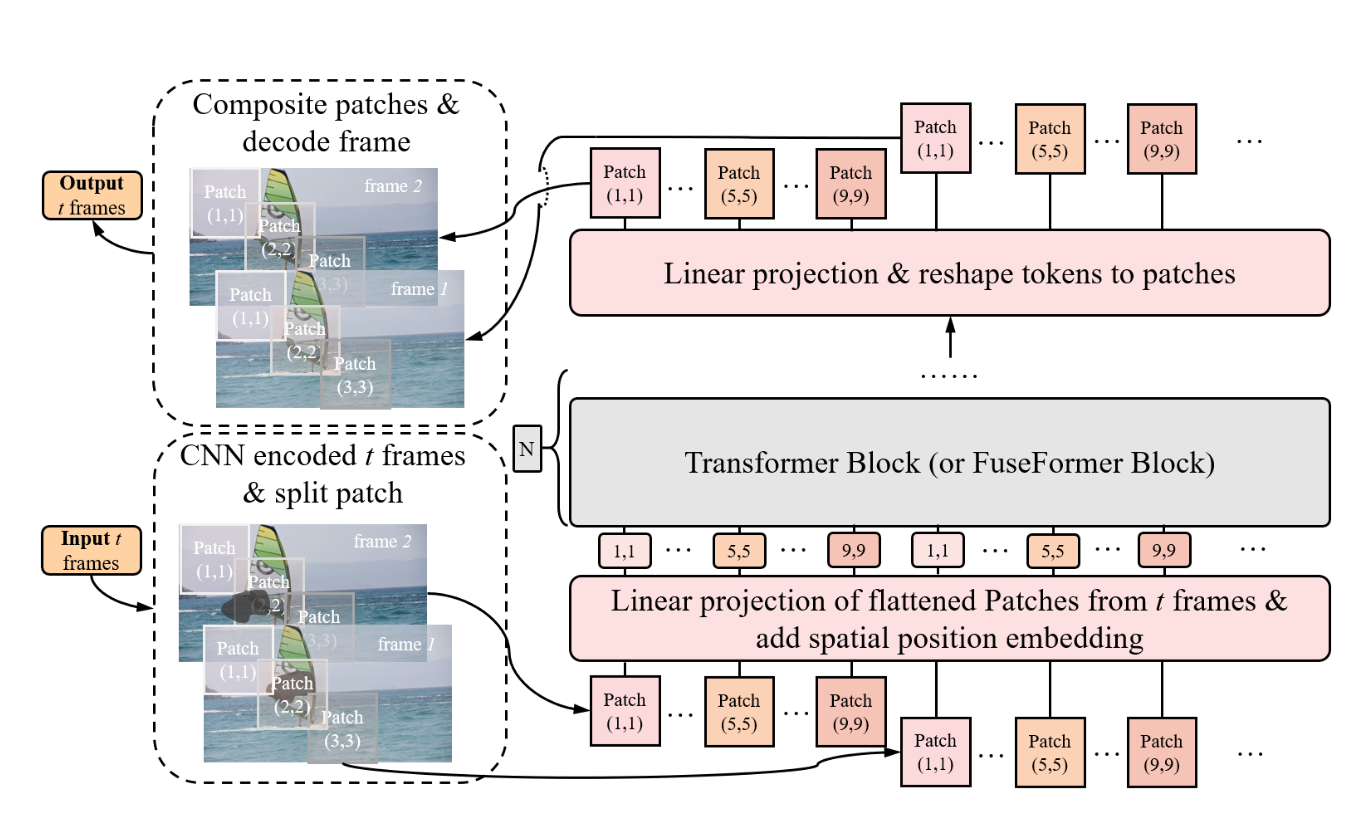 Composite patches &
decode frame
Output
t frames
Patch
(1,1)
frame 2
Patch
(2,2)
Patch
(3,3)
Patch
(1,1)
frame 1
Patch
(2,2)
Patch
(3,3)
Patch
(1,1)
...
Patch
(5,5)
...
Patch
(9,9)
Patch
(1,1)
...
Patch
(5,5)
...
Patch
(9,9)
...
Linear projection & reshape tokens to patches
......
N
Transformer Block (or FuseFormer Block)
1,1 ... 5,5 ... 9,9 1,1 ... 5,5 ... 9,9 ...
Linear projection of flattened Patches from t frames &
add spatial position embedding
CNN encoded t frames
& split patch
Input t
frames
Patch
(1,1)
frame 2
Patch
(2,2)
Patch
(3,3)
Patch
(1,1)
frame 1
Patch
(2,2)
Patch
(3,3)
Patch
(1,1)
...
Patch
(5,5)
...
Patch
(9,9)
Patch
(1,1)
...
Patch
(5,5)
...
Patch
(9,9)
...